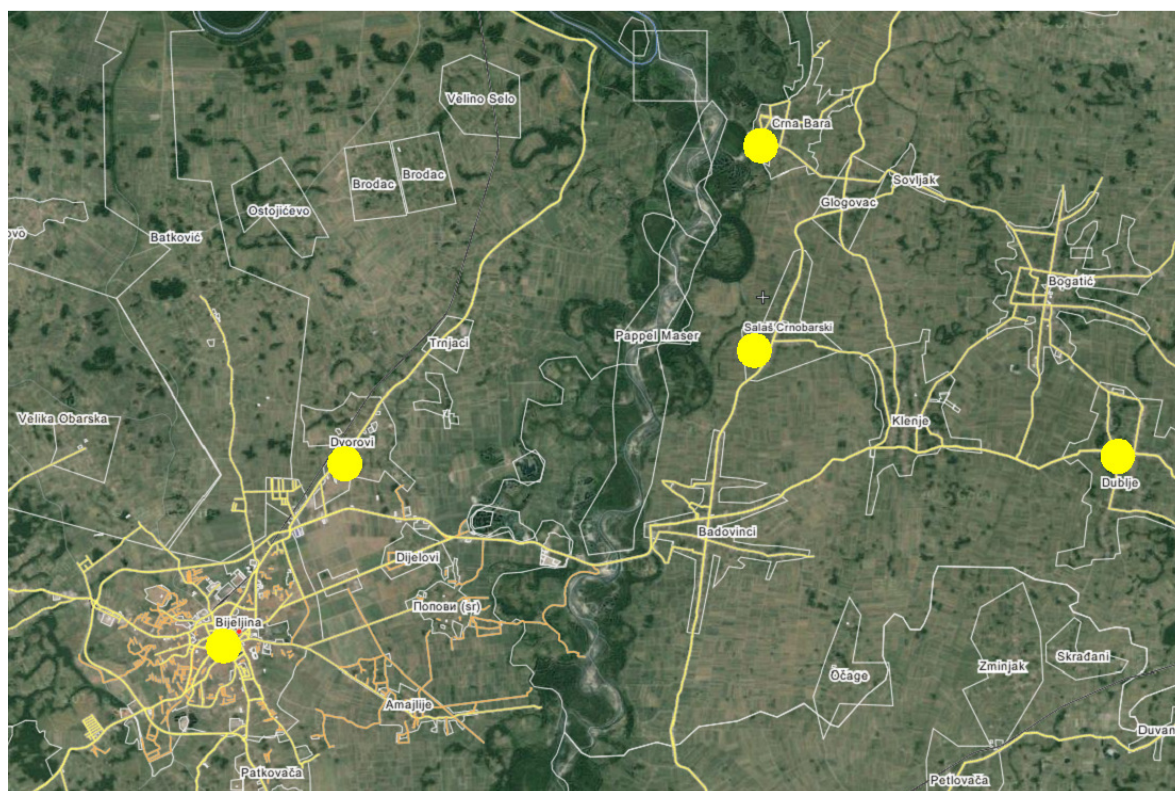 Crna Bara
Velino Selo
Brodac
Brodac
Sovljak
Ostojićevo
Glogovac
ovo
Batković
Bogatić
Salaš Crnobarski
Pappel Maser
Trnjaci
Velika Obarska
Klenje
Dvorovi
Dublje
Badovinci
Dijelovi
Попови (sr)
Bijeljina
Skrađani
Zminjak
Očage
Amajlije
Duvan
Patkovača
Petlovača